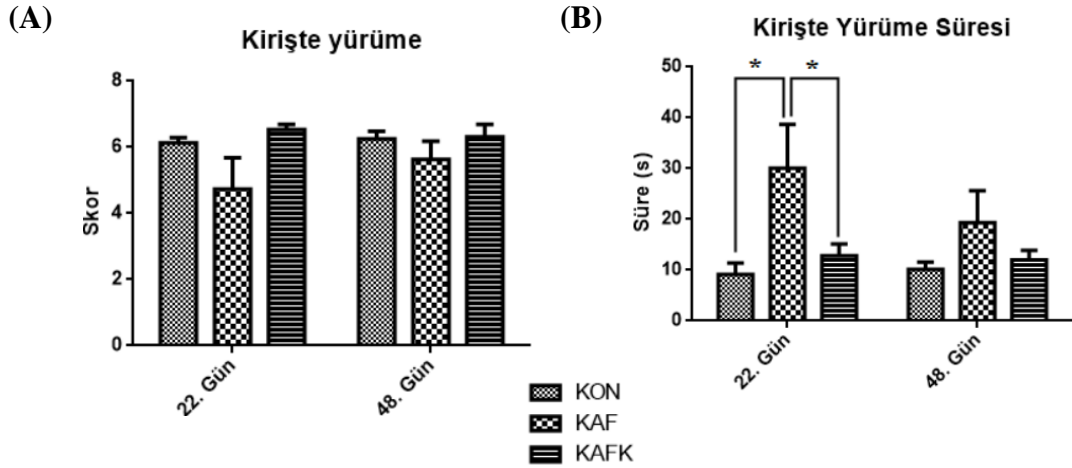 (A)
Kirişte yürüme
Skor
8
6
4
2
0
22. Gün
48. Gün
(B)
Kirişte Yürüme Süresi
Süre (s)
50
40
30
20
10
0
*
*
22. Gün
48. Gün
KON
KAF
KAFK